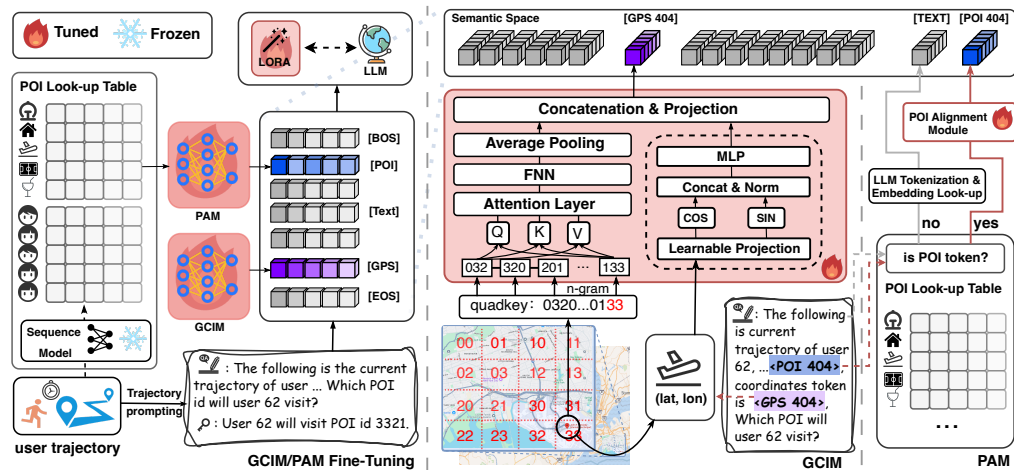 Tuned
Frozen
LORA
LLM
POI Look-up Table
Sequence
Model
PAM
GCIM
[BOS]
[POI]
[Text]
[GPS]
[EOS]
user trajectory
Trajectory
prompting
: The following is the current
trajectory of user ... Which POI
id will user 62 visit?
: User 62 will visit POI id 3321.
GCIM/PAM Fine-Tuning
Semantic Space
[GPS 404]
[TEXT]
[POI 404]
Concatenation & Projection
Average Pooling
FNN
Attention Layer
Q
K
V
032
320
201
...
133
n-gram
quadkey: 0320...0133
MLP
Concat & Norm
COS
SIN
Learnable Projection
00 01 10 11
02 03 12 13
20 21 30 31
22 23 32 33
(lat, lon)
: The following
is current
trajectory of user
62, ...<POI 404>,
coordinates token
is <GPS 404>,
Which POI will
user 62 visit?
GCIM
POI Alignment
Module
LLM Tokenization &
Embedding Look-up
no
yes
is POI token?
POI Look-up Table
...
PAM